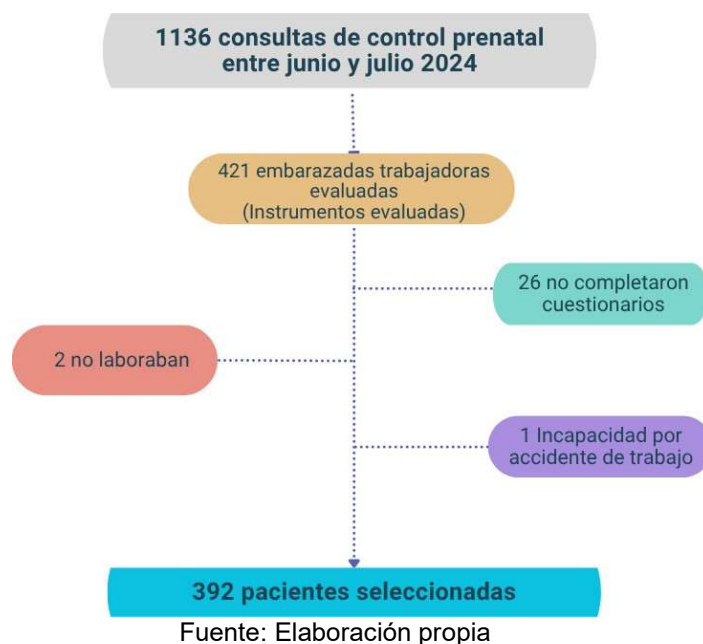 1136 consultas de control prenatal
entre junio y julio 2024
421 embarazadas trabajadoras
evaluadas
(Instrumentos evaluadas)
26 no completaron
cuestionarios
2 no laboraban
1 Incapacidad por
accidente de trabajo
392 pacientes seleccionadas
Fuente: Elaboración propia